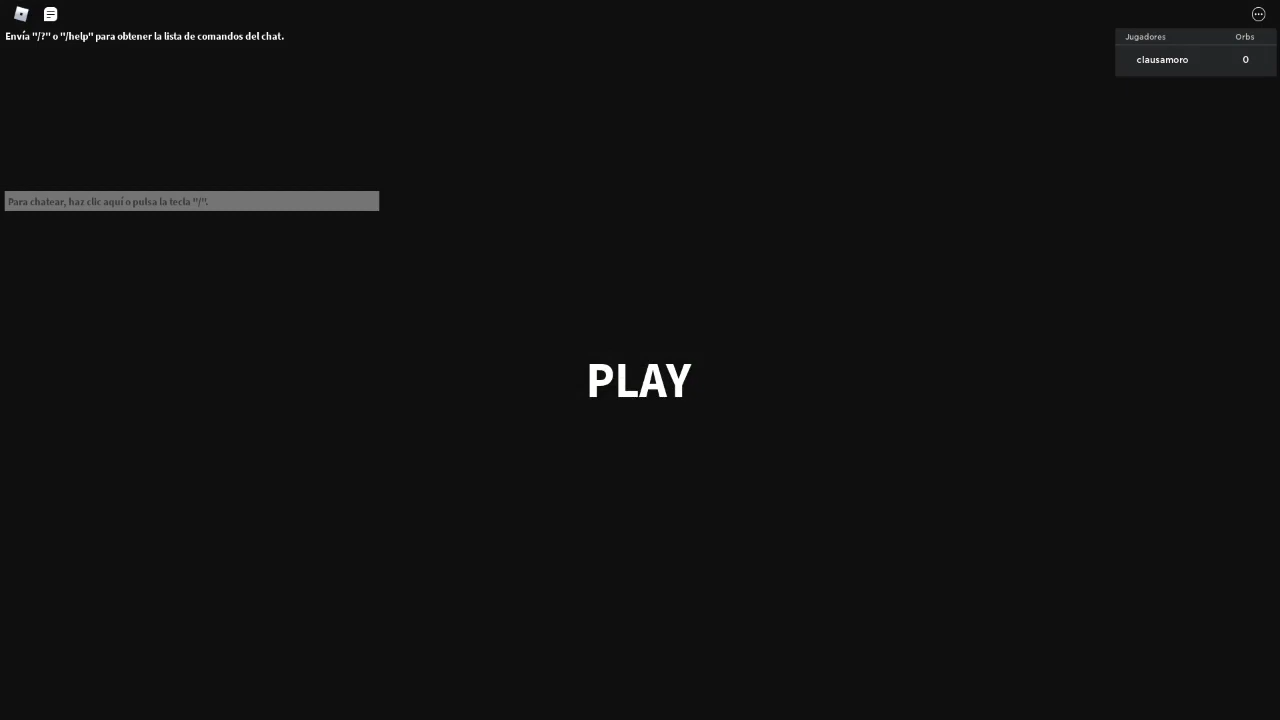 Envía "/?" o "/help" para obtener la lista de comandos del chat.
Jugadores Orbs
clausamoro 0
Para chatear, haz clic aquí o pulsa la tecla "/".
PLAY